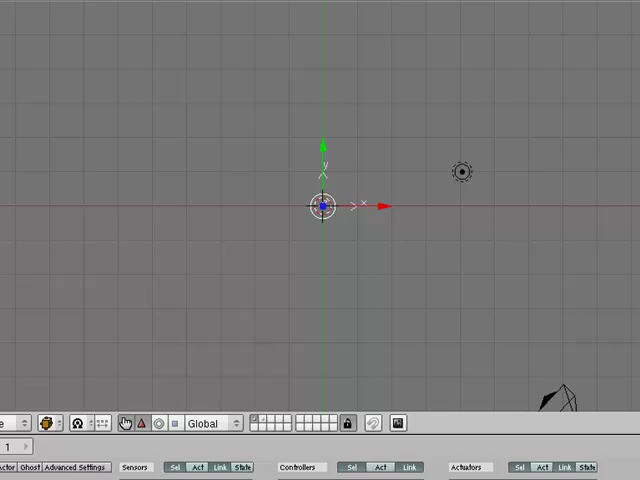 y
x
e Global
1
Actor Ghost Advanced Settings Sensors Sel Act Link State Controllers Sel Act Link Actuators Sel Act Link State